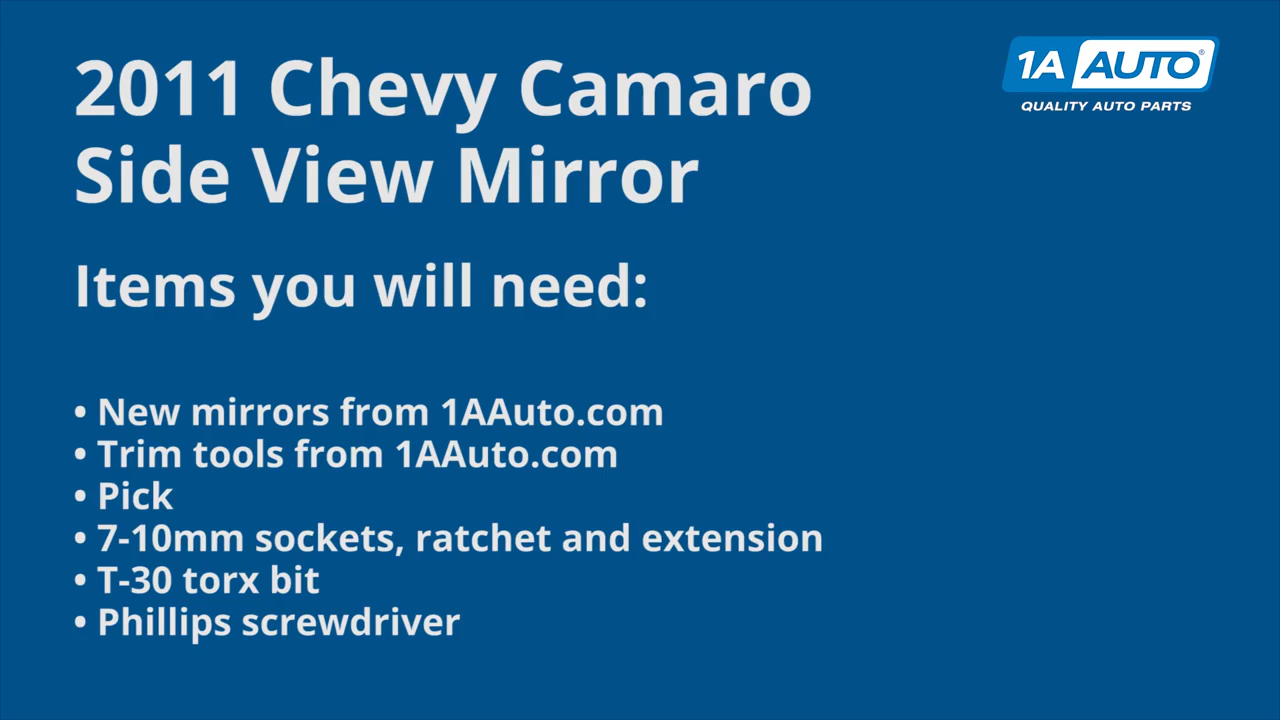 2011 Chevy Camaro
Side View Mirror
1A AUTO®
QUALITY AUTO PARTS
Items you will need:
• New mirrors from 1AAuto.com
• Trim tools from 1AAuto.com
• Pick
• 7-10mm sockets, ratchet and extension
• T-30 torx bit
• Phillips screwdriver